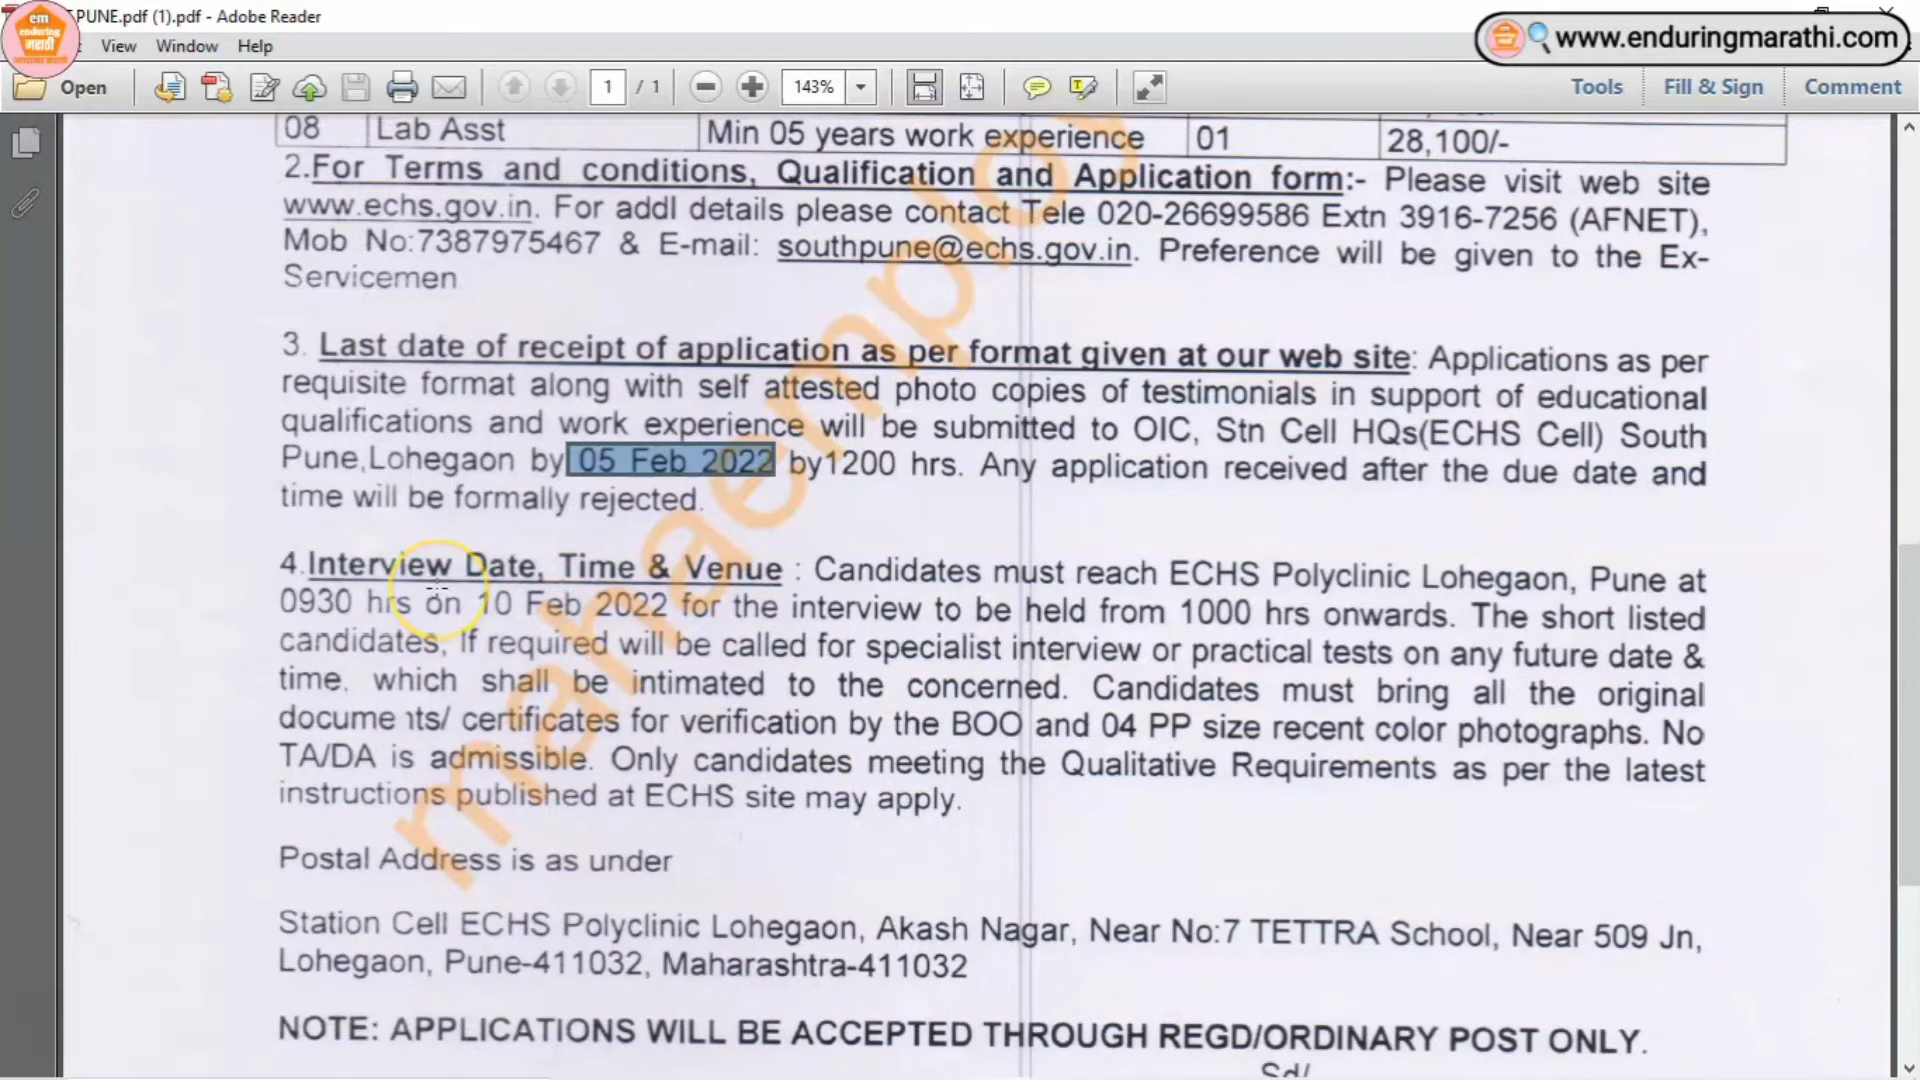 PUNE.pdf (1).pdf - Adobe Reader
em
enduring
मराठी
www.enduringmarathi.com
View Window Help
Open
1 / 1
143%
Tools Fill & Sign Comment
08 Lab Asst Min 05 years work experience 01 28,100/-
2.For Terms and conditions, Qualification and Application form:- Please visit web site
www.echs.gov.in. For addl details please contact Tele 020-26699586 Extn 3916-7256 (AFNET),
Mob No:7387975467 & E-mail: southpune@echs.gov.in. Preference will be given to the Ex-
Servicemen
3. Last date of receipt of application as per format given at our web site: Applications as per
requisite format along with self attested photo copies of testimonials in support of educational
qualifications and work experience will be submitted to OIC, Stn Cell HQs(ECHS Cell) South
Pune,Lohegaon by 05 Feb 2022 by1200 hrs. Any application received after the due date and
time will be formally rejected.
4.Interview Date, Time & Venue : Candidates must reach ECHS Polyclinic Lohegaon, Pune at
0930 hrs on 10 Feb 2022 for the interview to be held from 1000 hrs onwards. The short listed
candidates, If required will be called for specialist interview or practical tests on any future date &
time, which shall be intimated to the concerned. Candidates must bring all the original
documents/ certificates for verification by the BOO and 04 PP size recent color photographs. No
TA/DA is admissible. Only candidates meeting the Qualitative Requirements as per the latest
instructions published at ECHS site may apply.
Postal Address is as under
Station Cell ECHS Polyclinic Lohegaon, Akash Nagar, Near No:7 TETTRA School, Near 509 Jn,
Lohegaon, Pune-411032, Maharashtra-411032
NOTE: APPLICATIONS WILL BE ACCEPTED THROUGH REGD/ORDINARY POST ONLY.
Sd/
mahaemploy